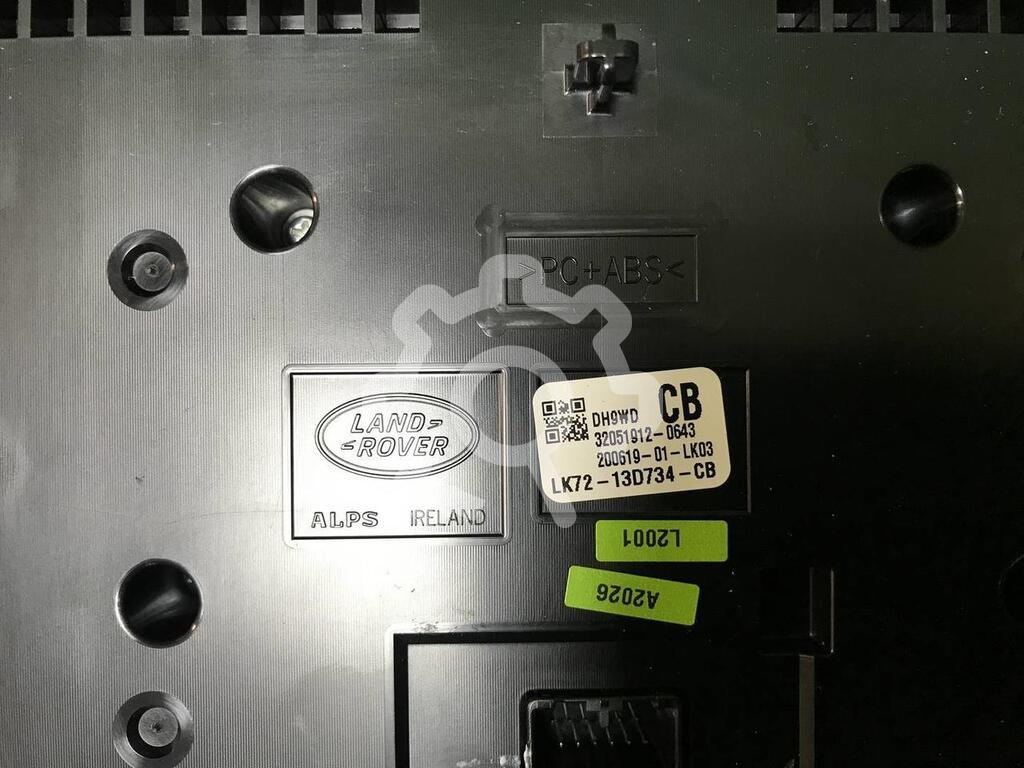 >PC+ABS<
LAND
ROVER
ALPS IRELAND
CB
DH9WD
32051912-0643
200619-01-LK03
LK72-13D734-CB
L2001
A2026